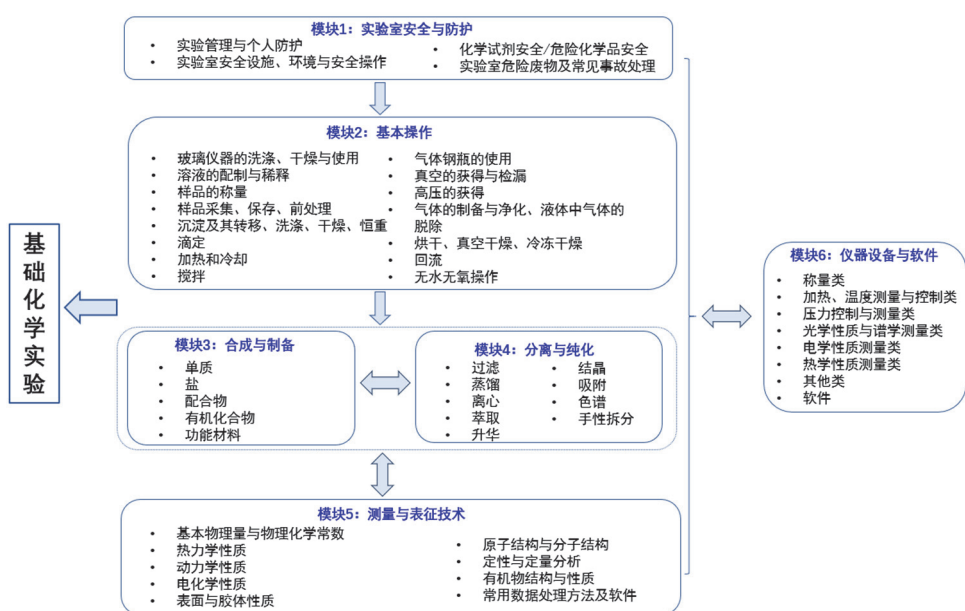 模块1：实验室安全与防护
• 实验管理与个人防护
• 实验室安全设施、环境与安全操作
• 化学试剂安全/危险化学品安全
• 实验室危险废物及常见事故处理
模块2：基本操作
• 玻璃仪器的洗涤、干燥与使用
• 溶液的配制与稀释
• 样品的称量
• 样品采集、保存、前处理
• 沉淀及其转移、洗涤、干燥、恒重
• 滴定
• 加热和冷却
• 搅拌
• 气体钢瓶的使用
• 真空的获得与检漏
• 高压的获得
• 气体的制备与净化、液体中气体的
脱除
• 烘干、真空干燥、冷冻干燥
• 回流
• 无水无氧操作
基础化学实验
模块3：合成与制备
• 单质
• 盐
• 配合物
• 有机化合物
• 功能材料
模块4：分离与纯化
• 过滤
• 蒸馏
• 离心
• 萃取
• 升华
• 结晶
• 吸附
• 色谱
• 手性拆分
模块5：测量与表征技术
• 基本物理量与物理化学常数
• 热力学性质
• 动力学性质
• 电化学性质
• 表面与胶体性质
• 原子结构与分子结构
• 定性与定量分析
• 有机物结构与性质
• 常用数据处理方法及软件
模块6：仪器设备与软件
• 称量类
• 加热、温度测量与控制类
• 压力控制与测量类
• 光学性质与谱学测量类
• 电学性质测量类
• 热学性质测量类
• 其他类
• 软件